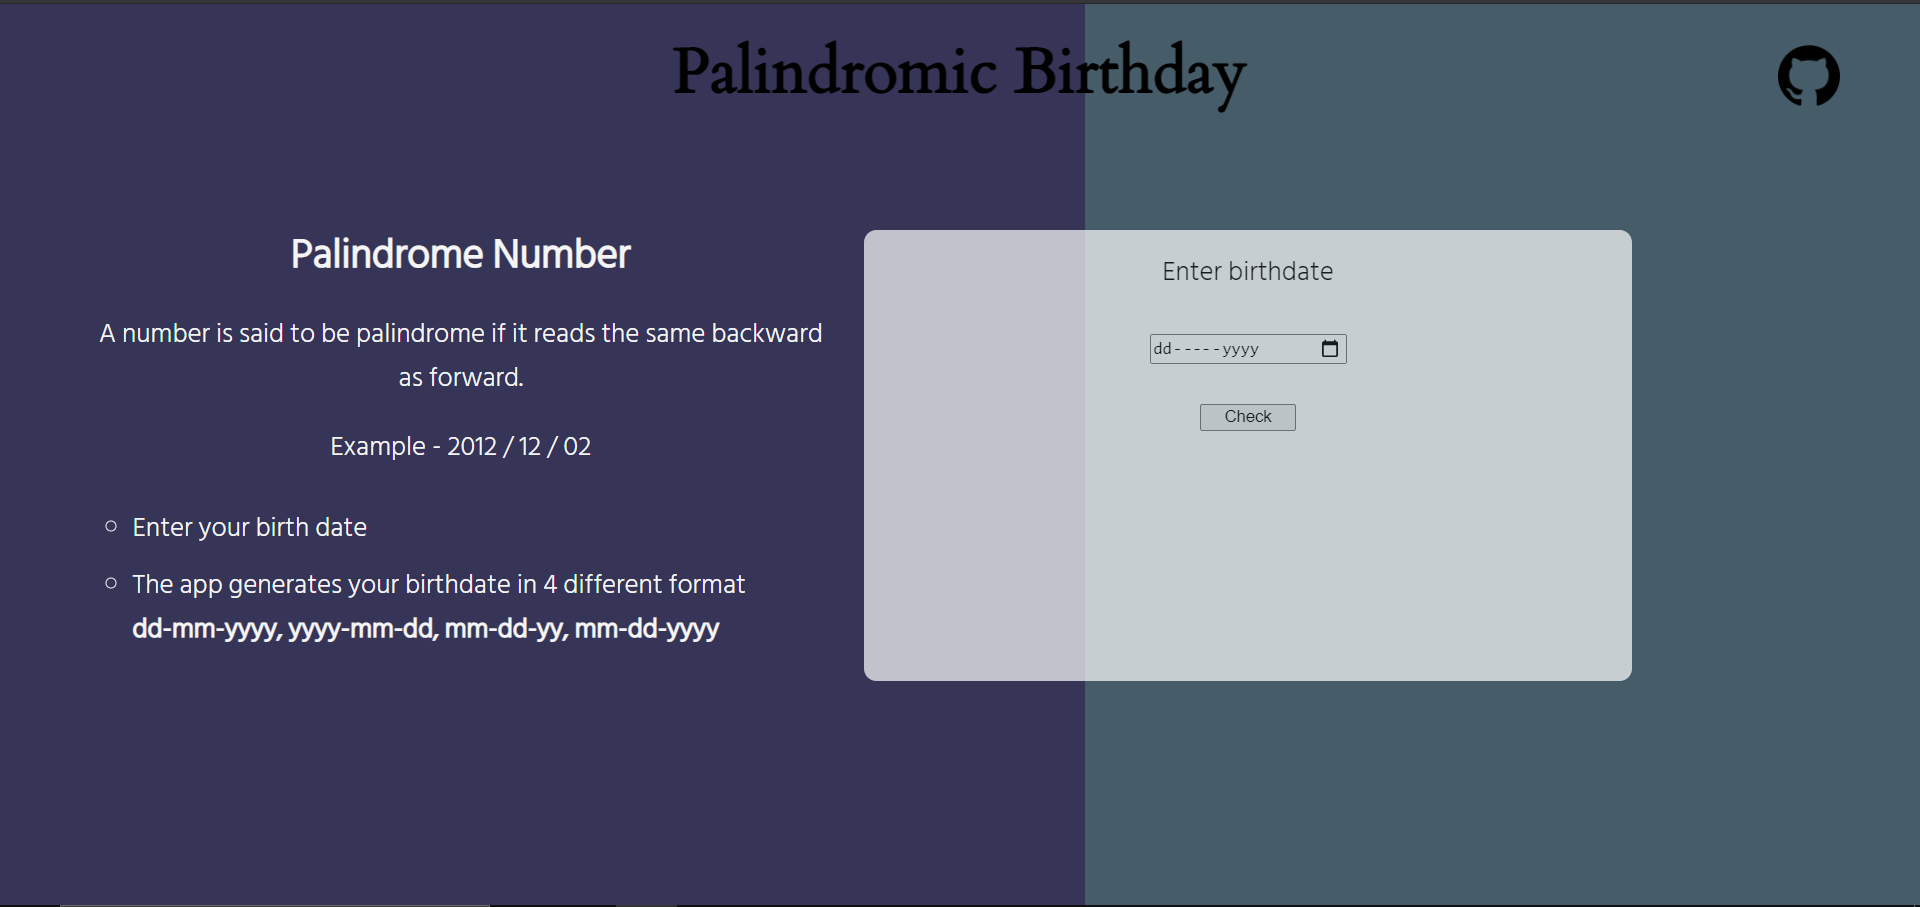 Palindromic Birthday
Palindrome Number
A number is said to be palindrome if it reads the same backward
as forward.
Example - 2012 / 12 / 02
Enter your birth date
The app generates your birthdate in 4 different format
dd-mm-yyyy, yyyy-mm-dd, mm-dd-yy, mm-dd-yyyy
Enter birthdate
dd-----yyyy
Check